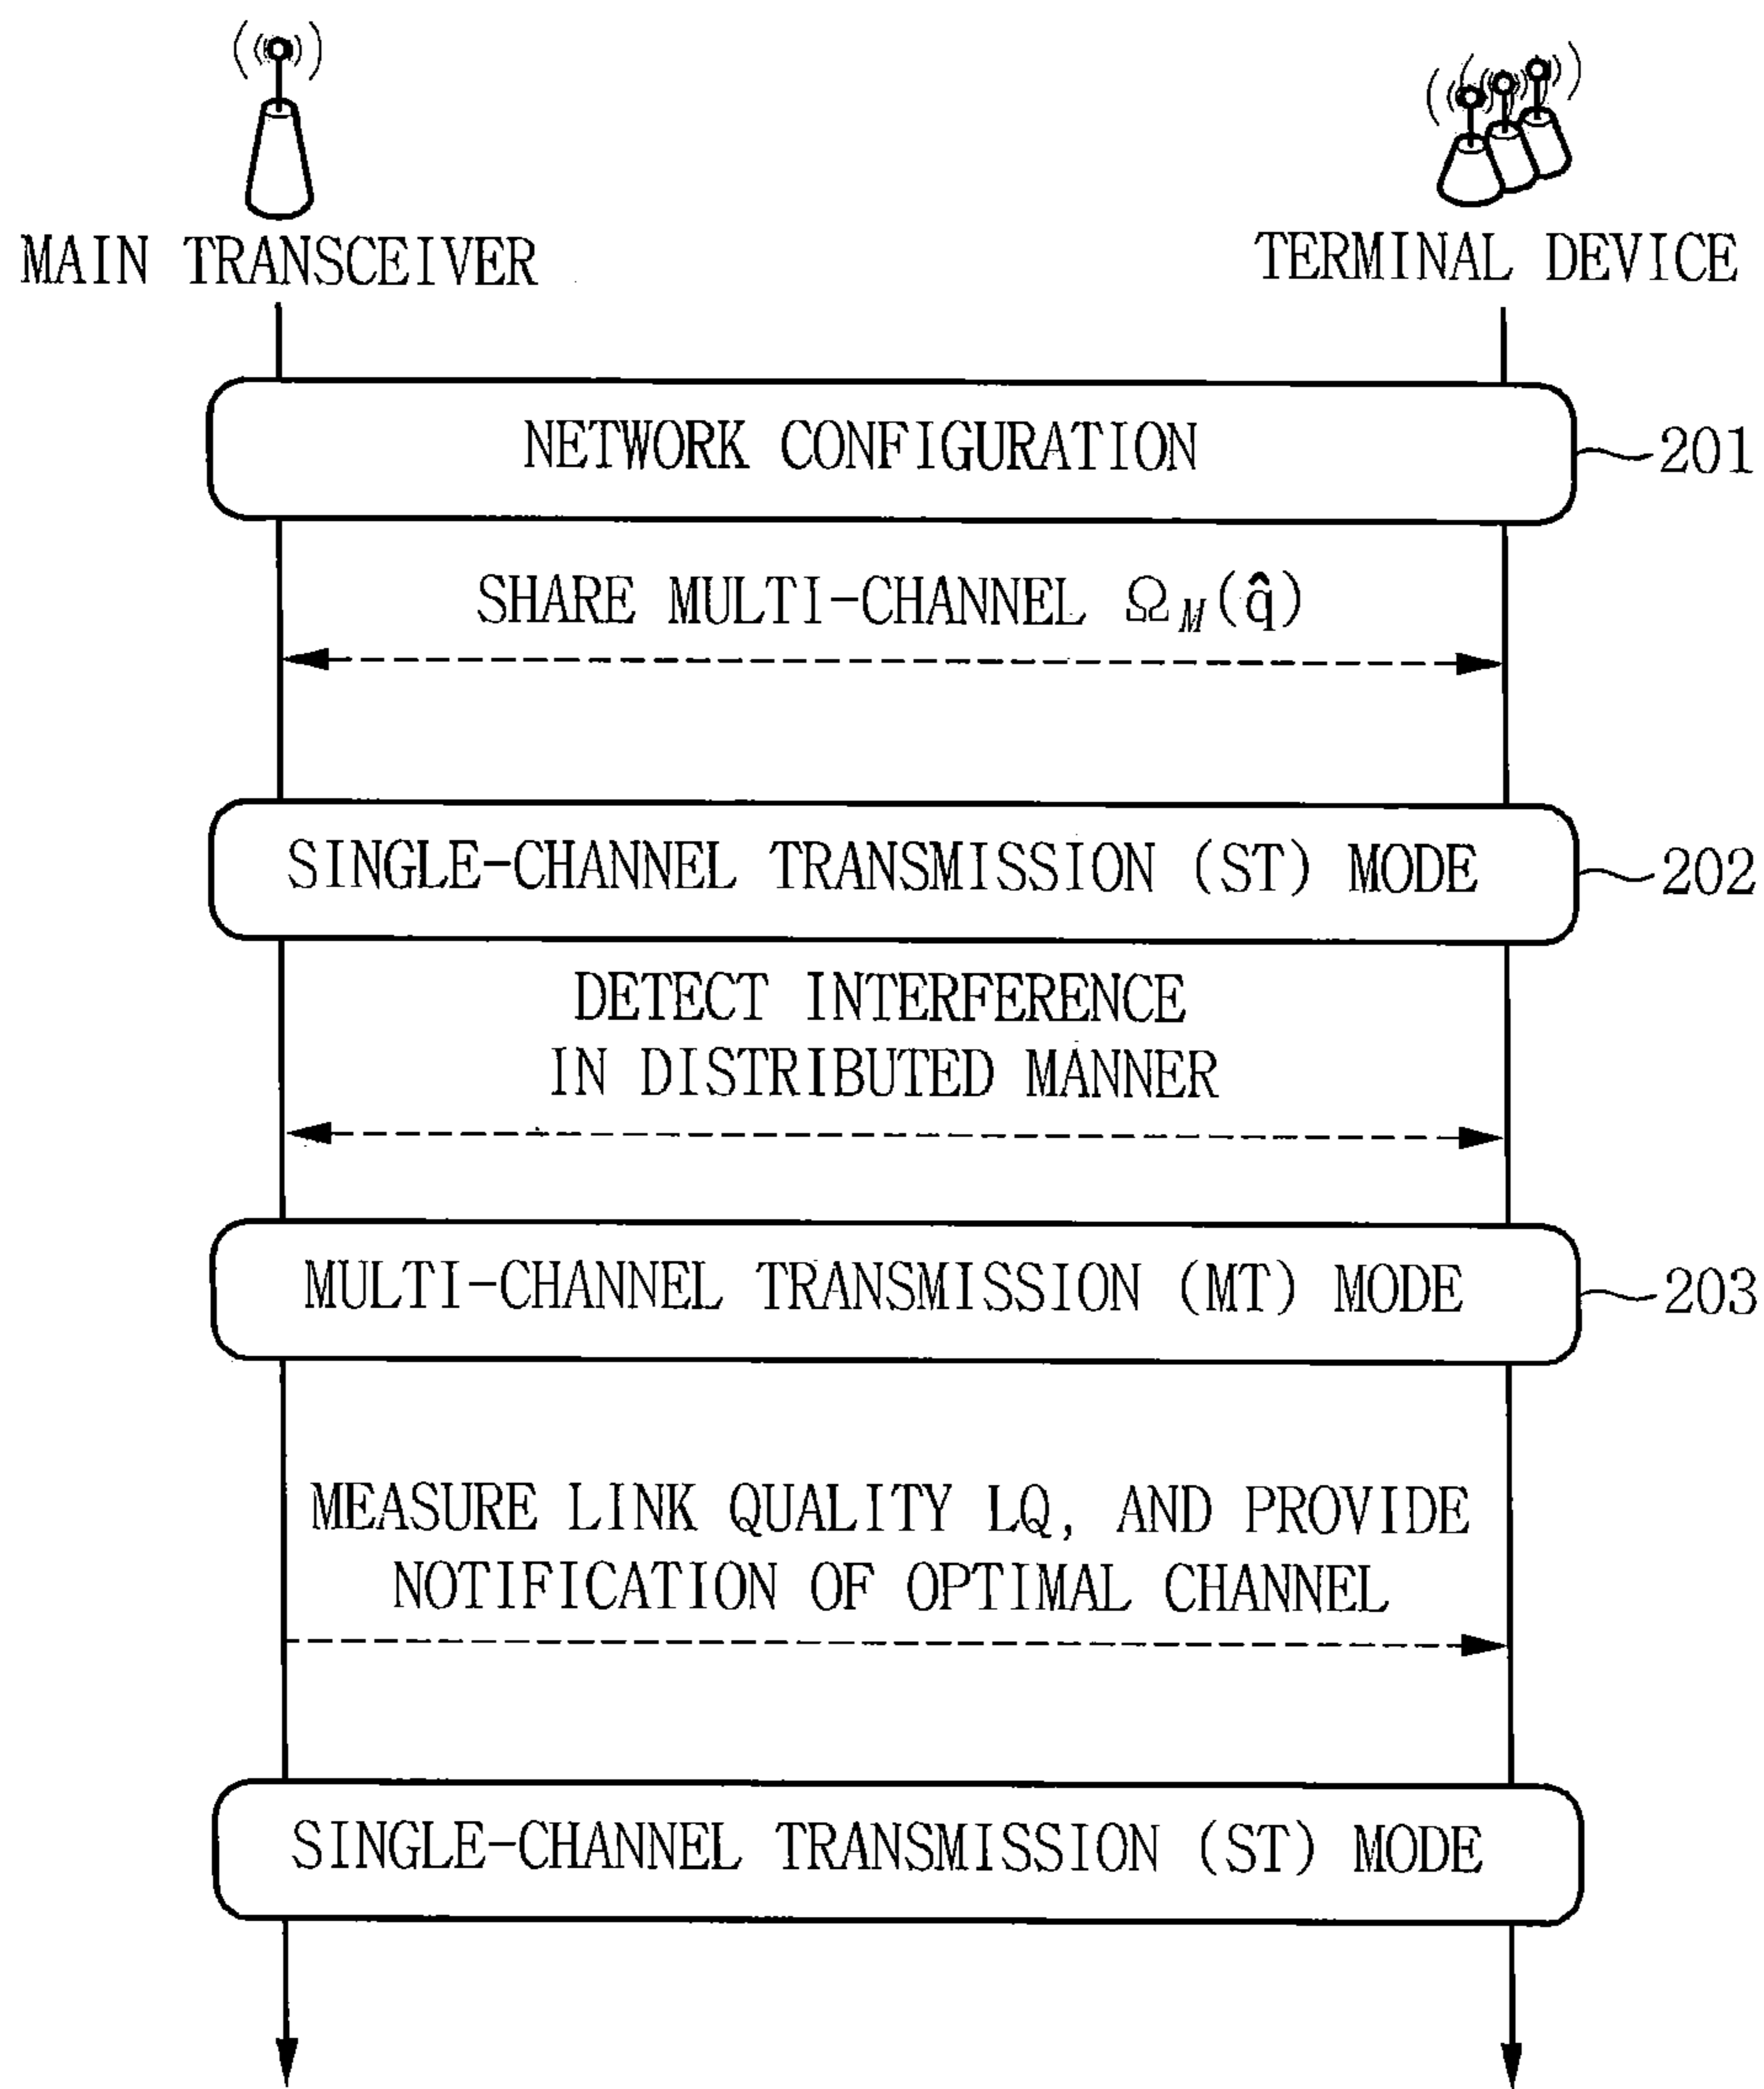 MAIN TRANSCEIVER
TERMINAL DEVICE
NETWORK CONFIGURATION
201
SHARE MULTI-CHANNEL Ω_M(q̂)
SINGLE-CHANNEL TRANSMISSION (ST) MODE
202
DETECT INTERFERENCE
IN DISTRIBUTED MANNER
MULTI-CHANNEL TRANSMISSION (MT) MODE
203
MEASURE LINK QUALITY LQ, AND PROVIDE
NOTIFICATION OF OPTIMAL CHANNEL
SINGLE-CHANNEL TRANSMISSION (ST) MODE